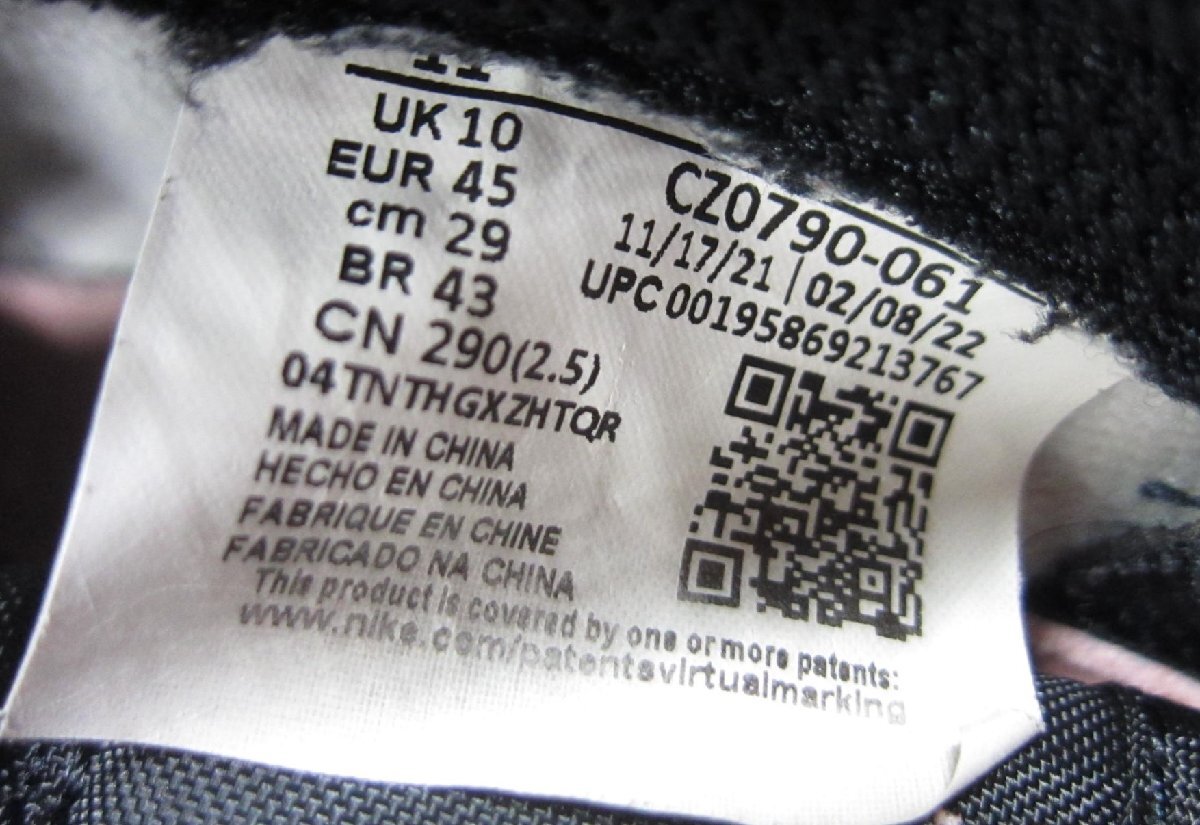 11
UK 10
EUR 45
cm 29
BR 43
CN 290(2.5)
04TNTHGXZHTQR
MADE IN CHINA
HECHO EN CHINA
FABRIQUE EN CHINE
FABRICADO NA CHINA
This product is covered by one or more patents:
www.nike.com/patentsvirtualmarking
CZ0790-061
11/17/21 | 02/08/22
UPC 00195869213767